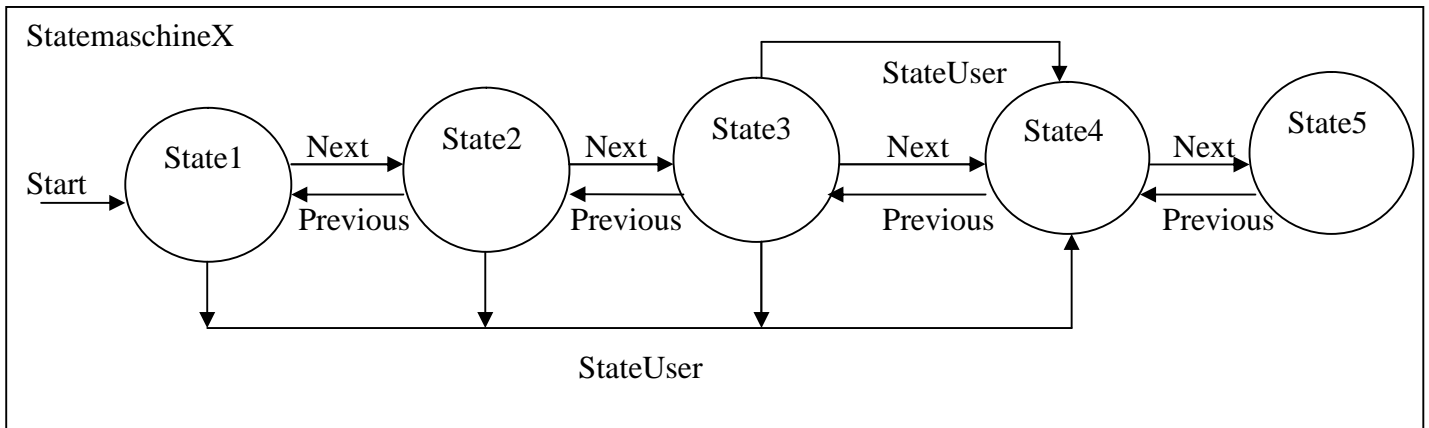 StatemaschineX
StateUser
State1
Next
State2
Next
State3
Next
State4
Next
State5
Start
Previous
Previous
Previous
Previous
StateUser